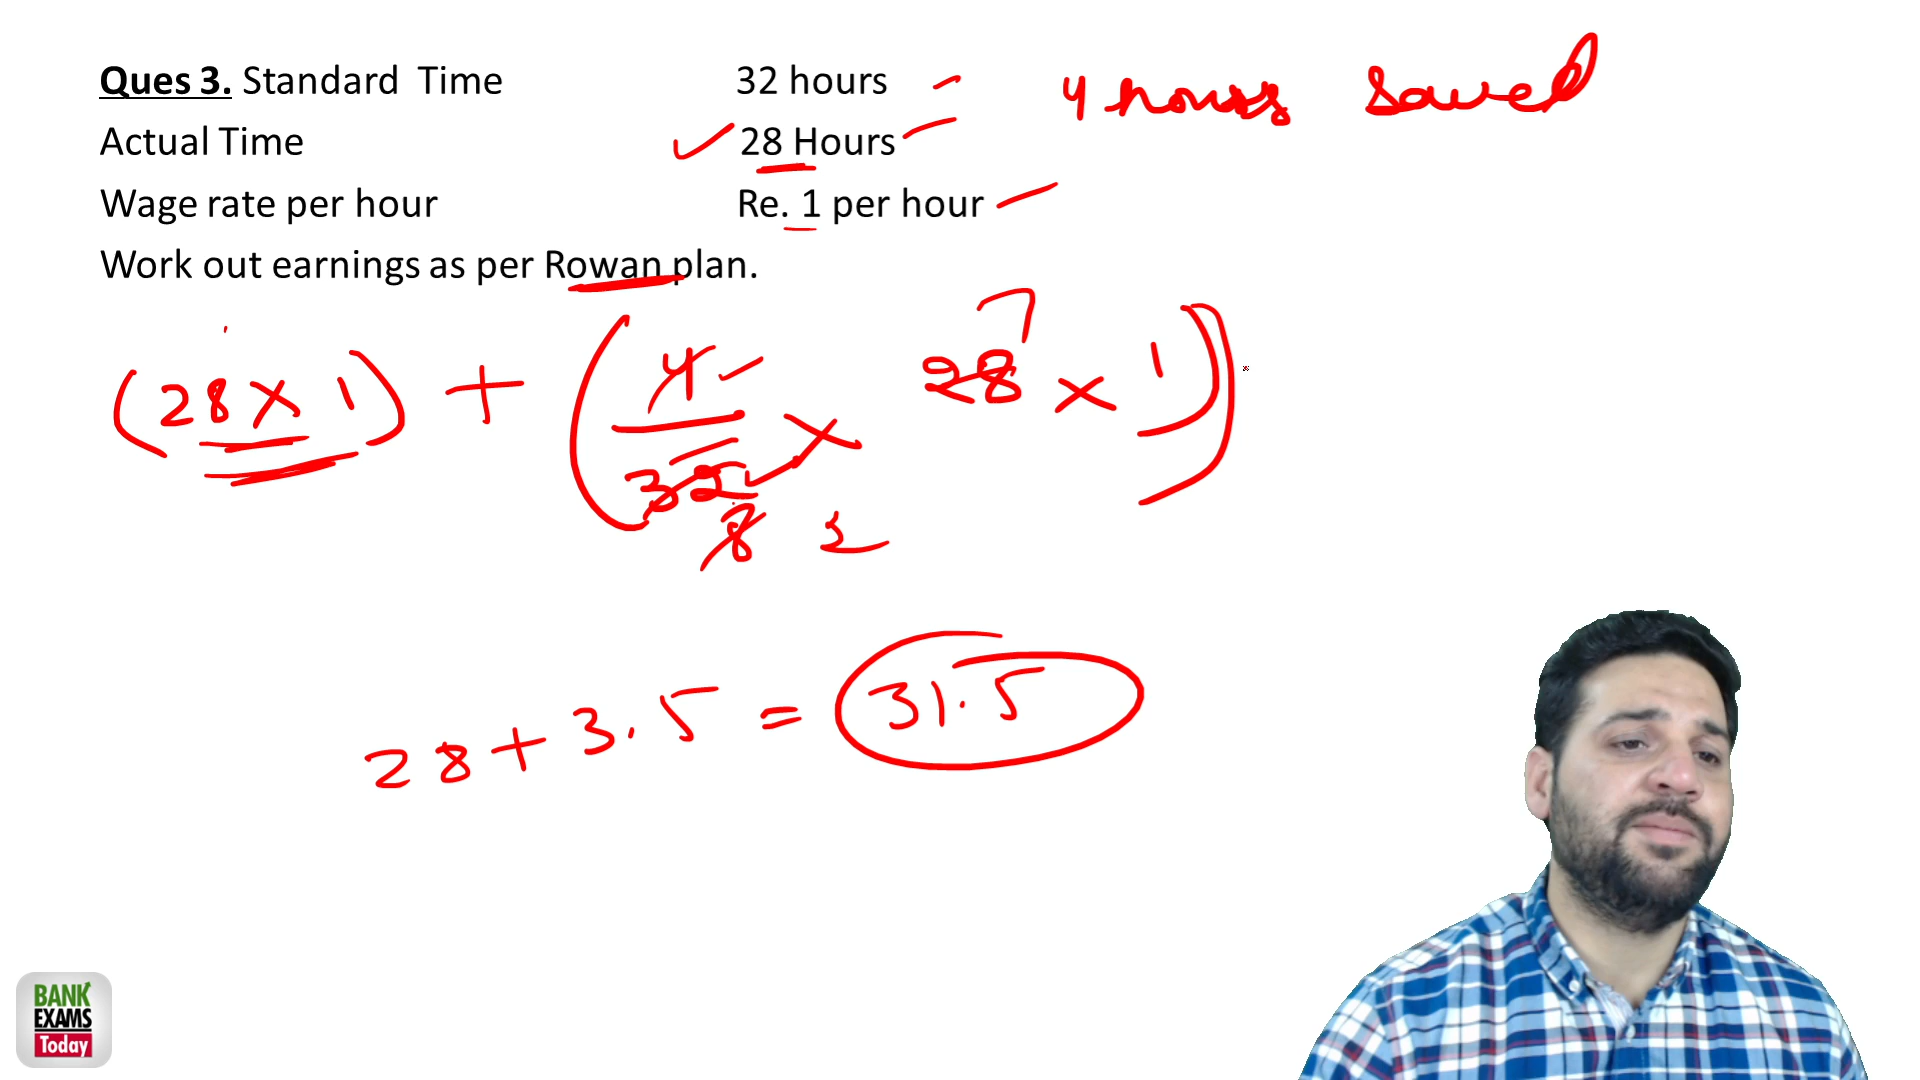 Ques 3. Standard Time 32 hours 4 hours Saved
Actual Time 28 Hours
Wage rate per hour Re. 1 per hour
Work out earnings as per Rowan plan.
(28 X 1) + (4/32 X 28 X 1))
7
8 2
28 + 3.5 = 31.5
BANK
EXAMS
Today